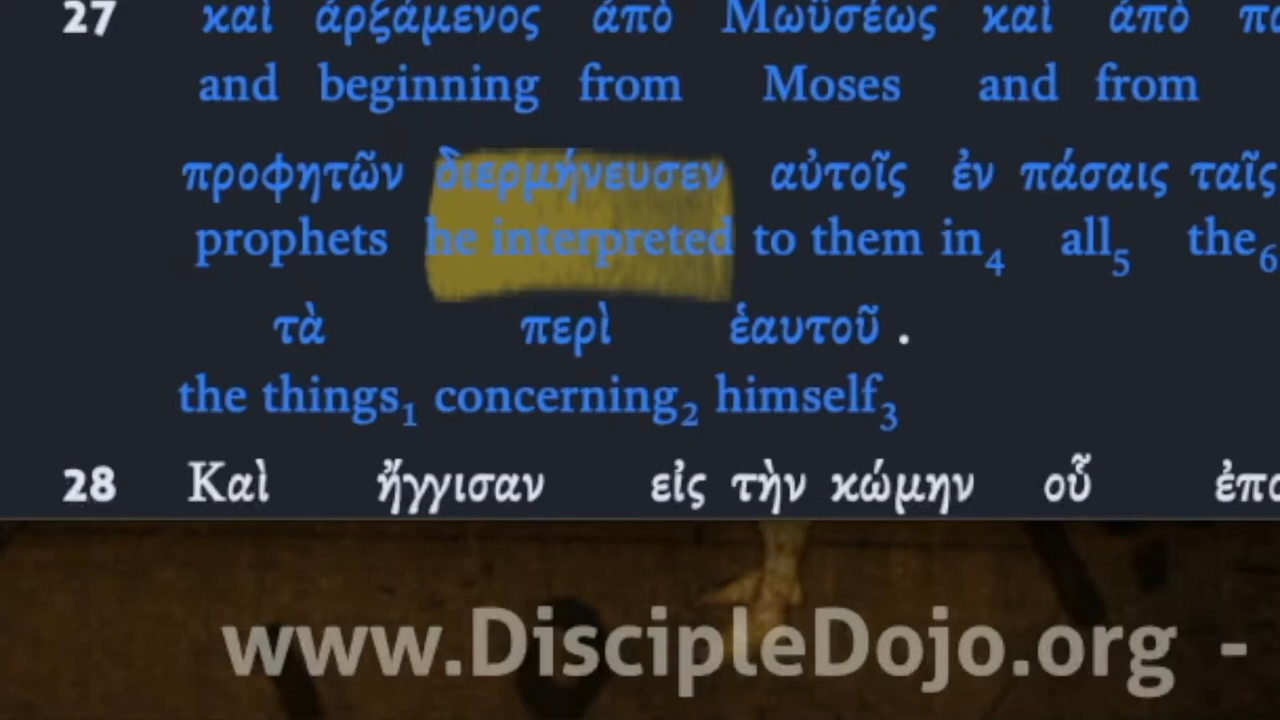 27 καὶ ἀρξάμενος ἀπὸ Μωϋσέως καὶ ἀπὸ
and beginning from Moses and from
προφητῶν διερμήνευσεν αὐτοῖς ἐν πάσαις ταῖς
prophets he interpreted to them in4 all5 the6
τὰ περὶ ἑαυτοῦ .
the things1 concerning2 himself3
28 Καὶ ἤγγισαν εἰς τὴν κώμην οὗ
www.DiscipleDojo.org -